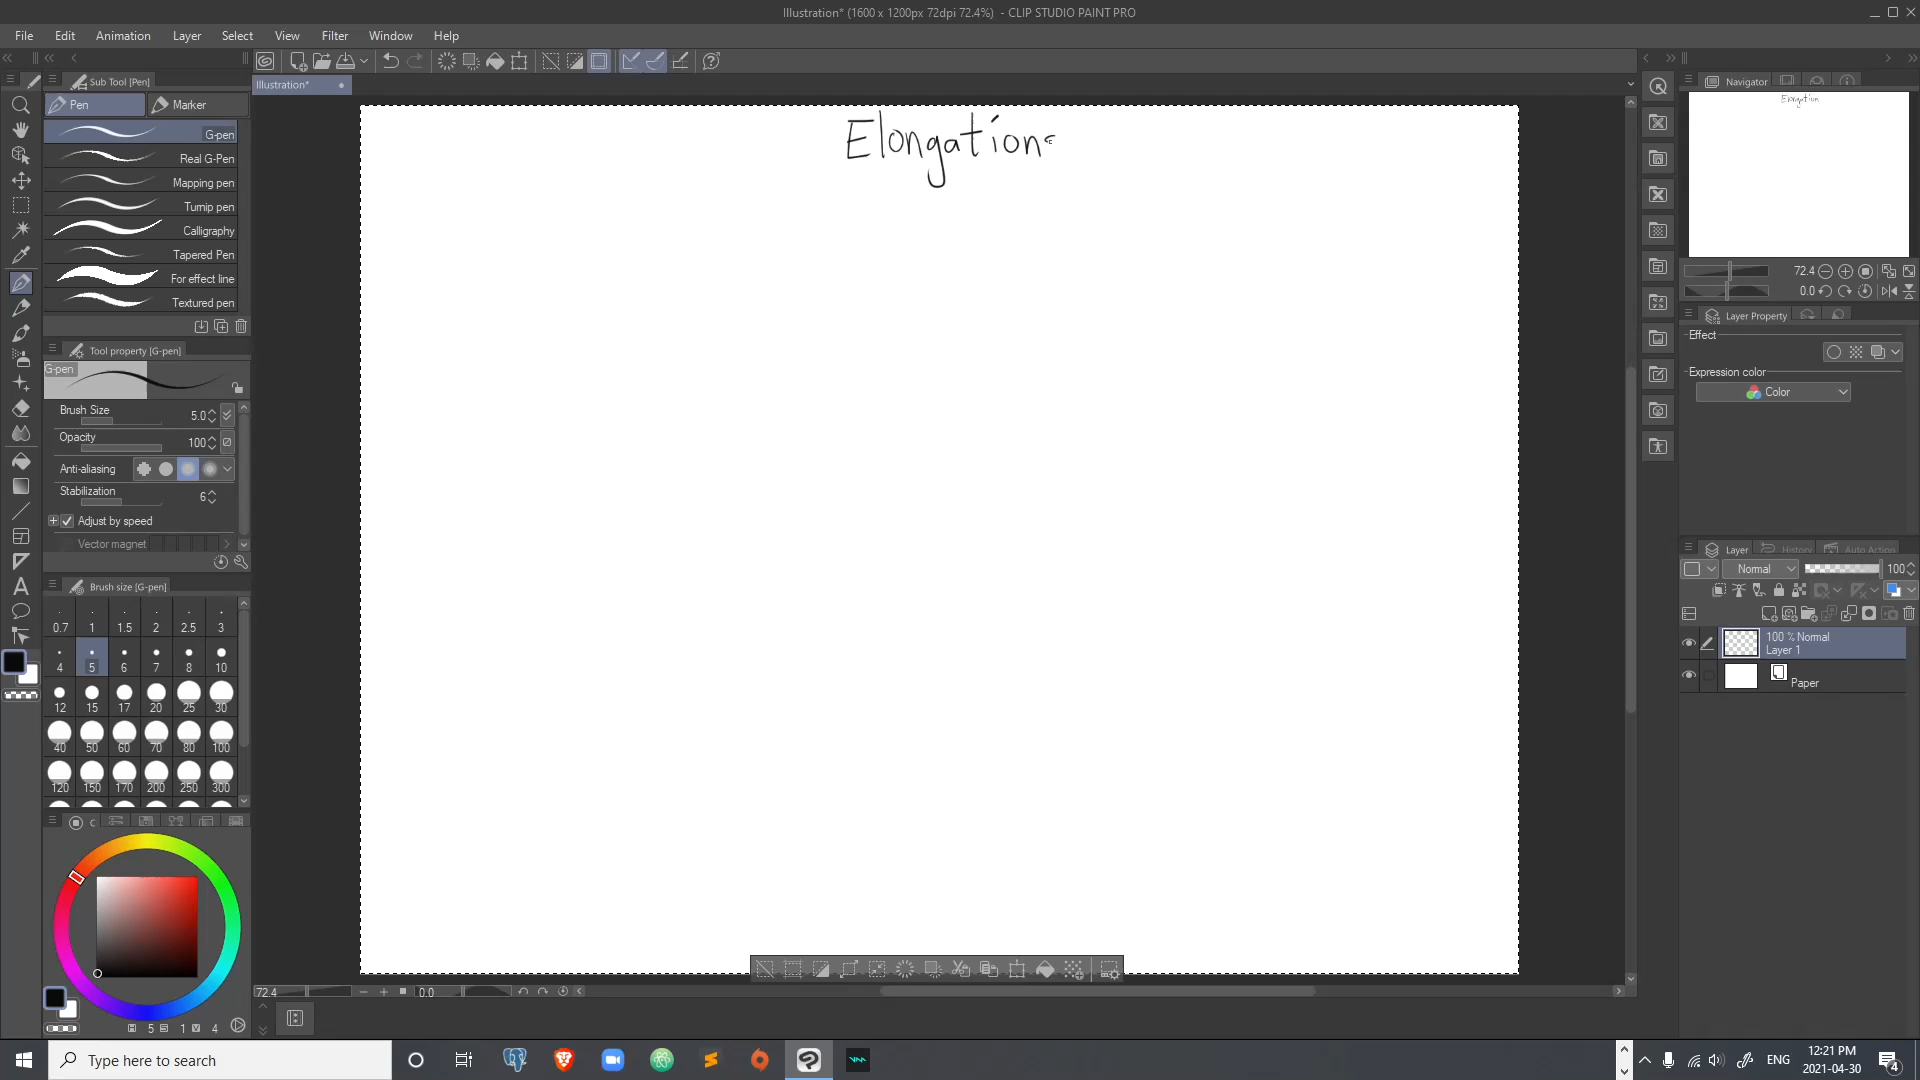 Illustration* (1600 x 1200px 72dpi 72.4%) - CLIP STUDIO PAINT PRO
File Edit Animation Layer Select View Filter Window Help
Sub Tool [Pen]
Illustration*
Navigator
Pen Marker
G-pen
Real G-Pen
Mapping pen
Turnip pen
Calligraphy
Tapered Pen
For effect line
Textured pen
Elongation
Elongation
72.4
0.0
Layer Property
Effect
Expression color
Color
Tool property [G-pen]
G-pen
Brush Size 5.0
Opacity 100
Anti-aliasing
Stabilization 6
Adjust by speed
Vector magnet
Brush size [G-pen]
0.7 1 1.5 2 2.5 3
4 5 6 7 8 10
12 15 17 20 25 30
40 50 60 70 80 100
120 150 170 200 250 300
Layer History Auto Action
Normal 100
100 % Normal
Layer 1
Paper
72.4 0.0
5 1 4
Type here to search
ENG
12:21 PM
2021-04-30
4